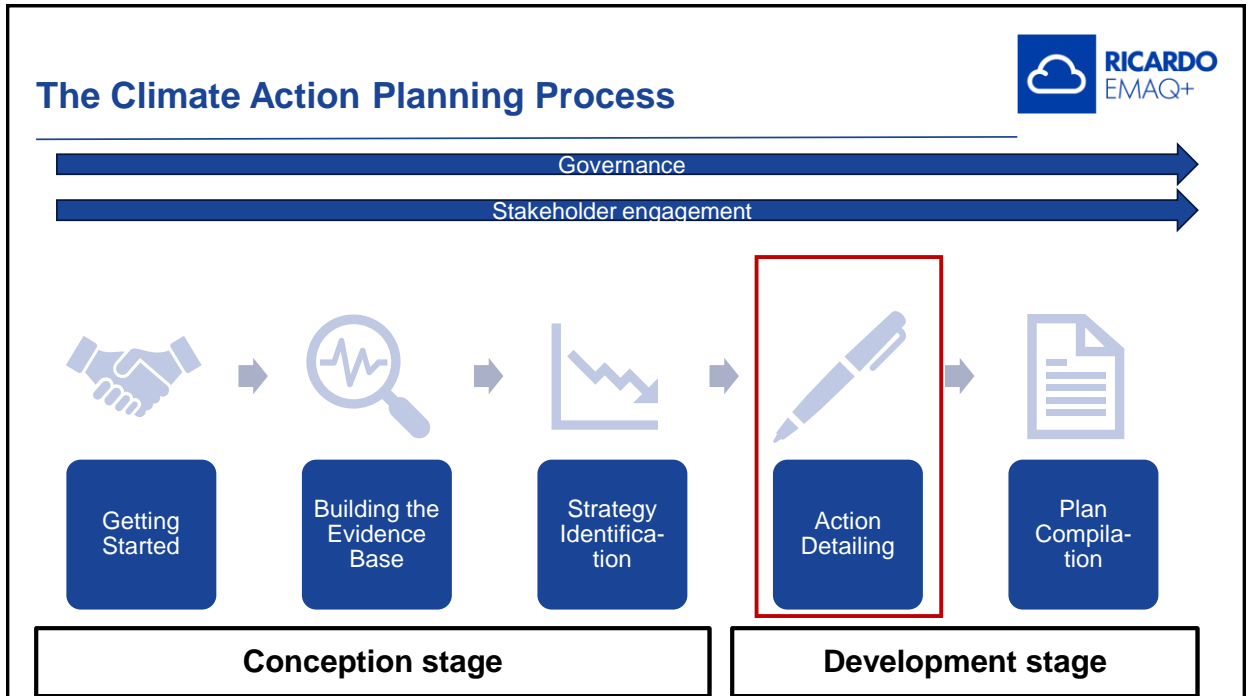 The Climate Action Planning Process
RICARDO
EMAQ+
Governance
Stakeholder engagement
Getting
Started
Building the
Evidence
Base
Strategy
Identifica-
tion
Action
Detailing
Plan
Compila-
tion
Conception stage
Development stage